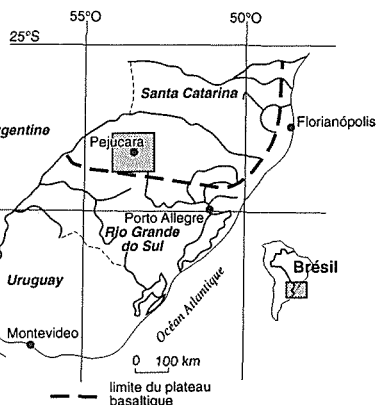 55°O
50°O
25°S
Santa Catarina
Florianópolis
rgentine
Pejuçara
Porto Allegre
Rio Grande
do Sul
Brésil
Uruguay
Océan Atlantique
Montevideo
0 100 km
limite du plateau
basaltique